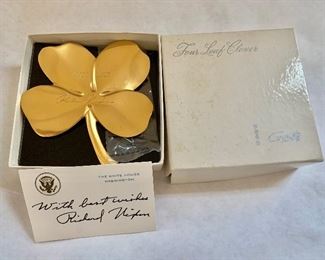 Four Leaf Clover
THE WHITE HOUSE
WASHINGTON
With best wishes
Richard Nixon